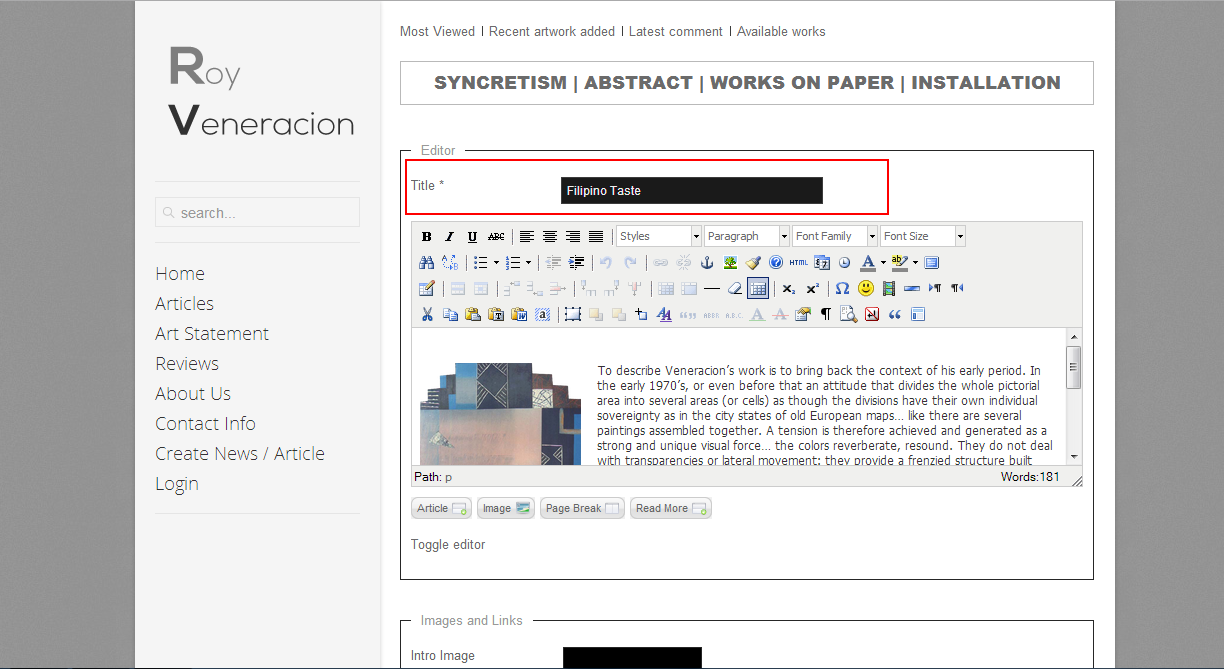 Most Viewed | Recent artwork added | Latest comment | Available works
Roy
Veneracion
SYNCRETISM | ABSTRACT | WORKS ON PAPER | INSTALLATION
search...
Home
Articles
Art Statement
Reviews
About Us
Contact Info
Create News / Article
Login
Editor
Title *
Filipino Taste
B I U ABC Styles Paragraph Font Family Font Size
HTML
To describe Veneracion’s work is to bring back the context of his early period. In
the early 1970’s, or even before that an attitude that divides the whole pictorial
area into several areas (or cells) as though the divisions have their own individual
sovereignty as in the city states of old European maps… like there are several
paintings assembled together. A tension is therefore achieved and generated as a
strong and unique visual force… the colors reverberate, resound. They do not deal
with transparencies or lateral movement; they provide a frenzied structure built
Path: p
Words:181
Article Image Page Break Read More
Toggle editor
Images and Links
Intro Image